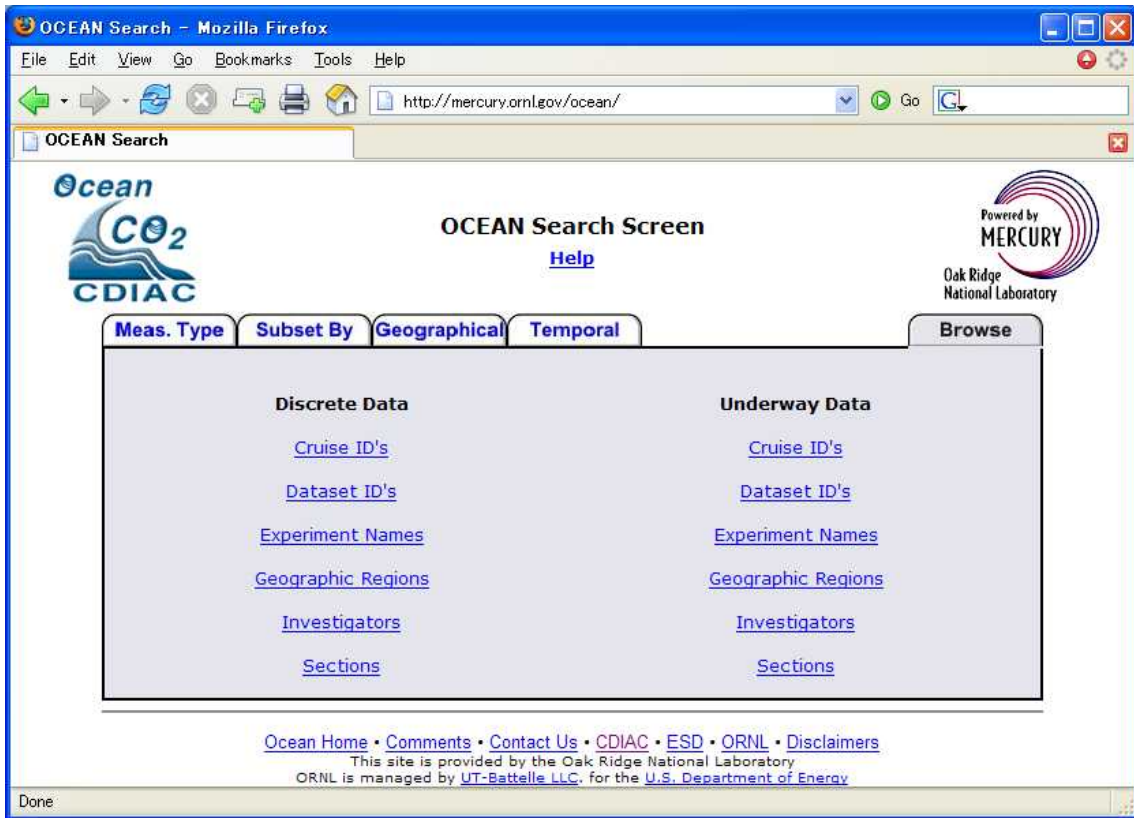 OCEAN Search - Mozilla Firefox
File Edit View Go Bookmarks Tools Help
http://mercury.ornl.gov/ocean/ Go G
OCEAN Search
Ocean
CO2
CDIAC
OCEAN Search Screen
Help
Powered by
MERCURY
Oak Ridge
National Laboratory
Meas. Type Subset By Geographical Temporal Browse
Discrete Data Underway Data
Cruise ID's Cruise ID's
Dataset ID's Dataset ID's
Experiment Names Experiment Names
Geographic Regions Geographic Regions
Investigators Investigators
Sections Sections
Ocean Home • Comments • Contact Us • CDIAC • ESD • ORNL • Disclaimers
This site is provided by the Oak Ridge National Laboratory
ORNL is managed by UT-Battelle LLC. for the U.S. Department of Energy
Done